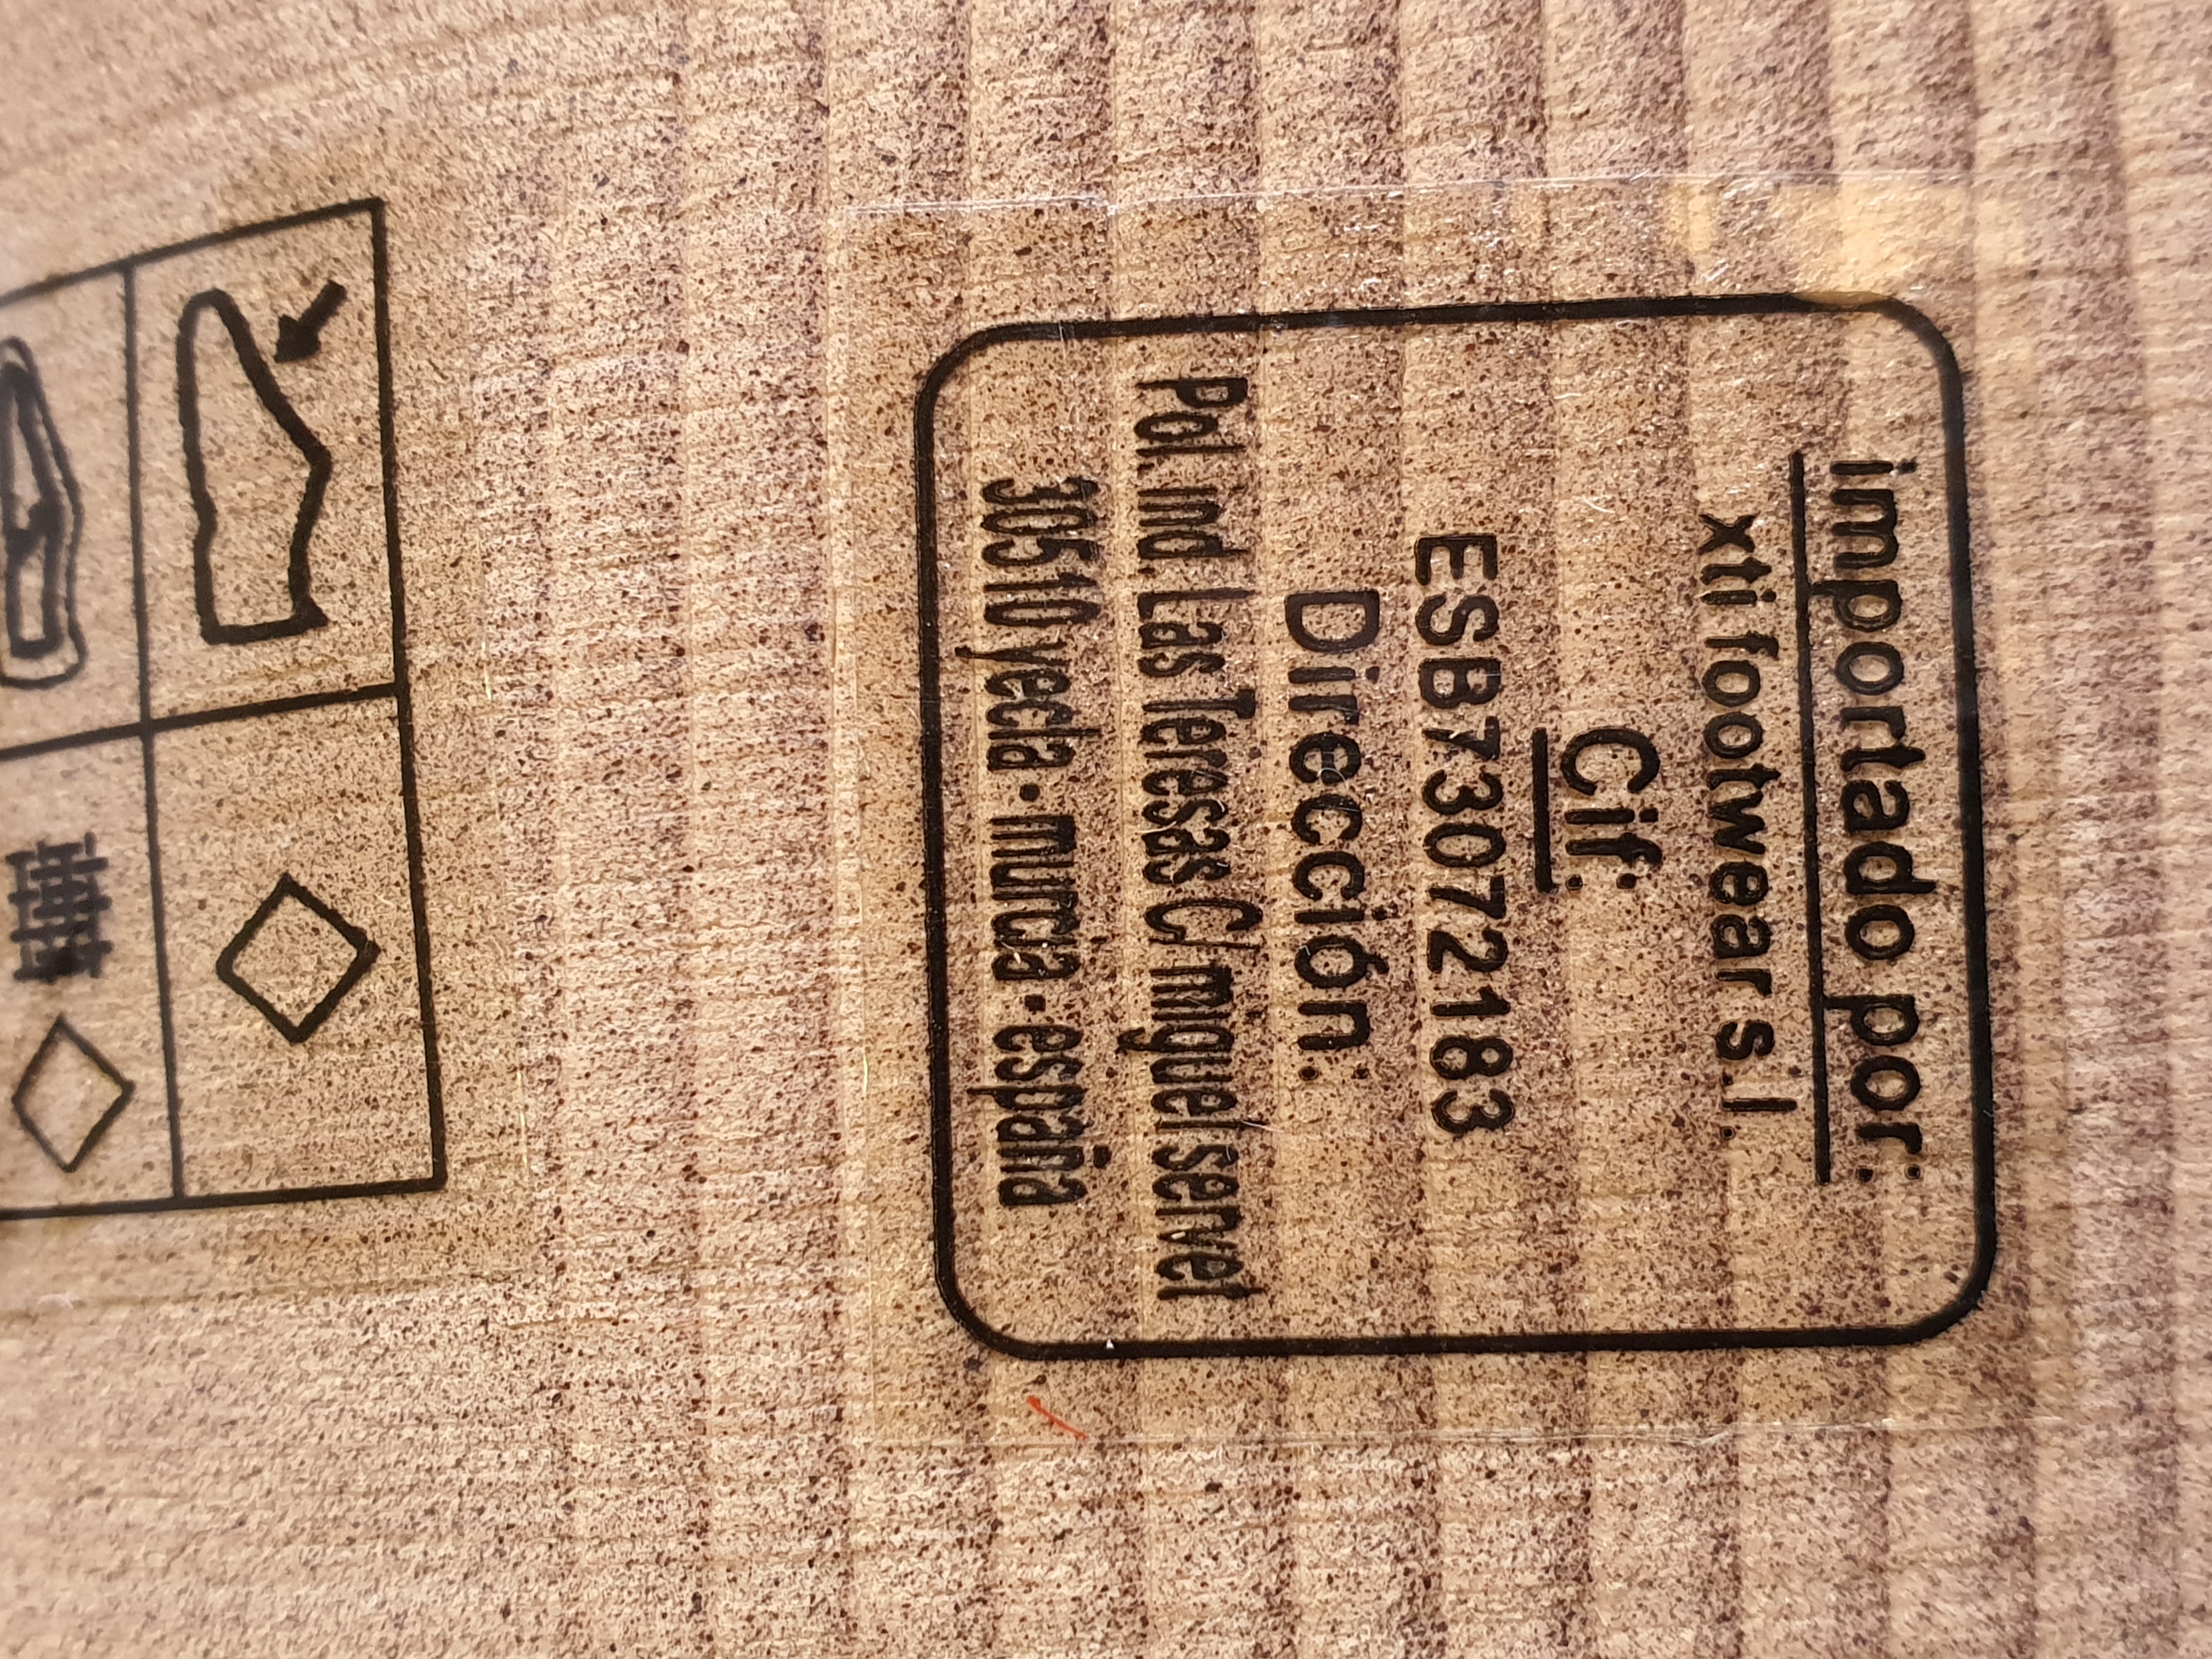 importado por:
xti footwear s.l.
Cif:
ESB73072183
Dirección:
Pol. ind. Las Teresas C/ miguel servet
30510 yecla · murcia · españa